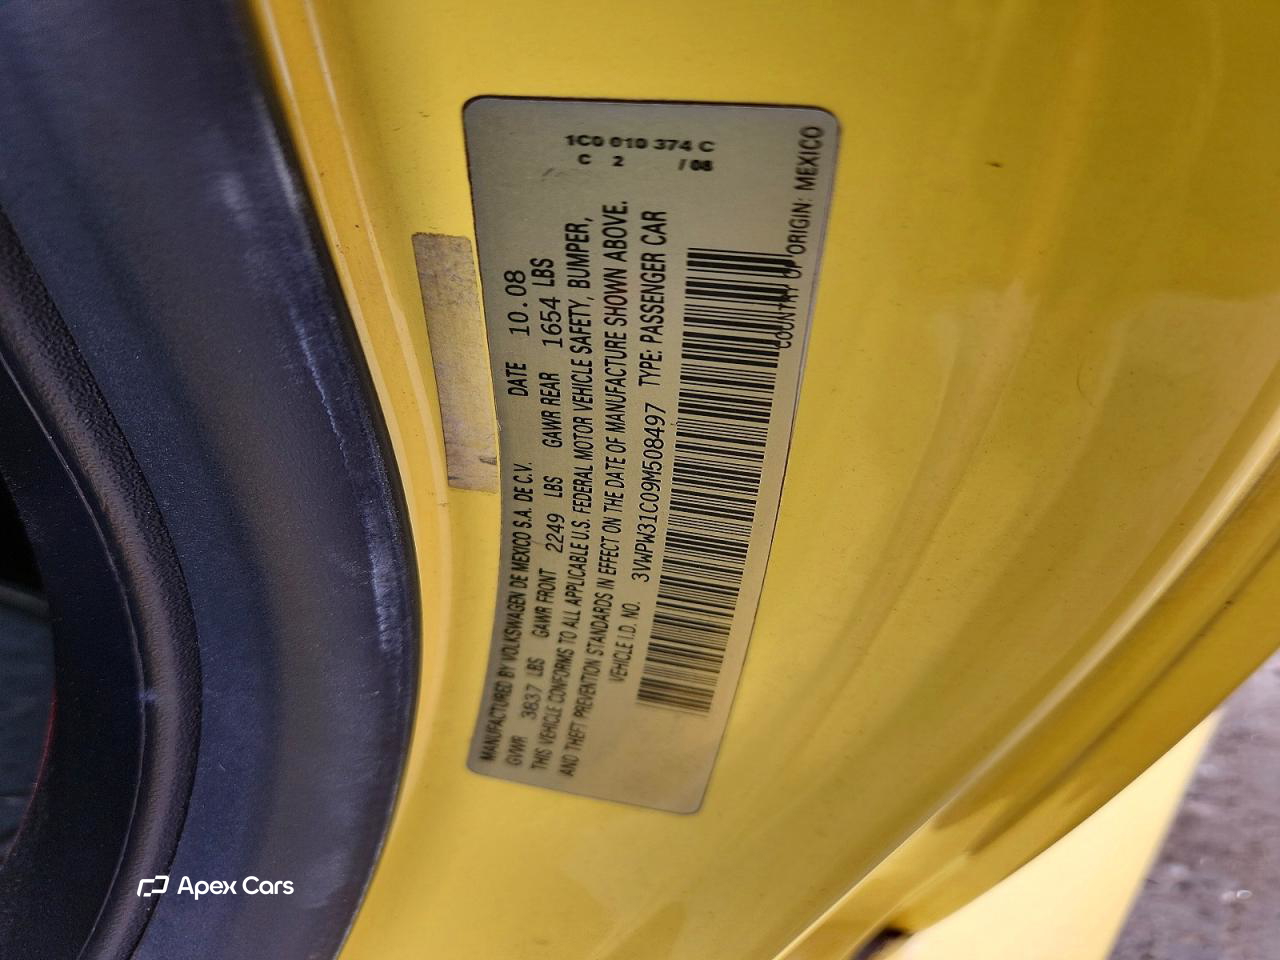 1C0 010 374 C
C 2 /08
MANUFACTURED BY VOLKSWAGEN DE MEXICO S.A. DE C.V. DATE 10.08
GVWR 3837 LBS GAWR FRONT 2249 LBS GAWR REAR 1654 LBS
THIS VEHICLE CONFORMS TO ALL APPLICABLE U.S. FEDERAL MOTOR VEHICLE SAFETY, BUMPER,
AND THEFT PREVENTION STANDARDS IN EFFECT ON THE DATE OF MANUFACTURE SHOWN ABOVE.
VEHICLE I.D. NO. 3VWPW31C09M508497 TYPE: PASSENGER CAR
COUNTRY OF ORIGIN: MEXICO
Apex Cars